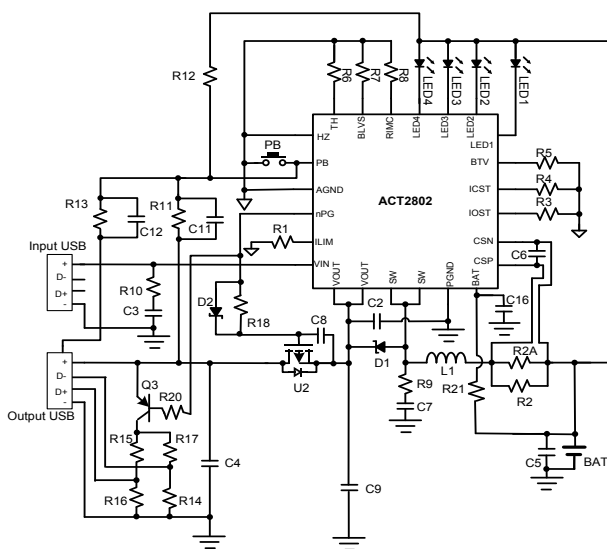 R12
R6
R7
R8
LED4
LED3
LED2
LED1
TH
BLVS
RIMC
LED4
LED3
LED2
LED1
HZ
PB
PB
AGND
nPG
ILIM
VIN
ACT2802
BTV
ICST
IOST
CSN
CSP
R5
R4
R3
R13
R11
C12
C11
R1
C6
VOUT
VOUT
SW
SW
PGND
BAT
Input USB
+
D-
D+
-
R10
C3
D2
R18
C8
C2
C16
U2
D1
L1
R2A
R9
R21
R2
C7
+
D-
D+
-
Output USB
Q3
R20
R15
R17
R16
R14
C4
C9
C5
BAT